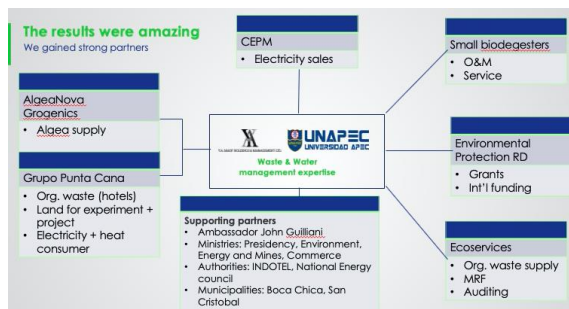 The results were amazing
We gained strong partners
CEPM
• Electricity sales
Small biodegesters
• O&M
• Service
AlgeaNova
Grogenics
• Algea supply
UNAPEC
UNIVERSIDAD APEC
Waste & Water
management expertise
Environmental
Protection RD
• Grants
• Int'l funding
Grupo Punta Cana
• Org. waste (hotels)
• Land for experiment +
project
• Electricity + heat
consumer
Supporting partners
• Ambassador John Guilliani
• Ministries: Presidency, Environment,
Energy and Mines, Commerce
• Authorities: INDOTEL, National Energy
council
• Municipalities: Boca Chica, San
Cristobal
Ecoservices
• Org. waste supply
• MRF
• Auditing